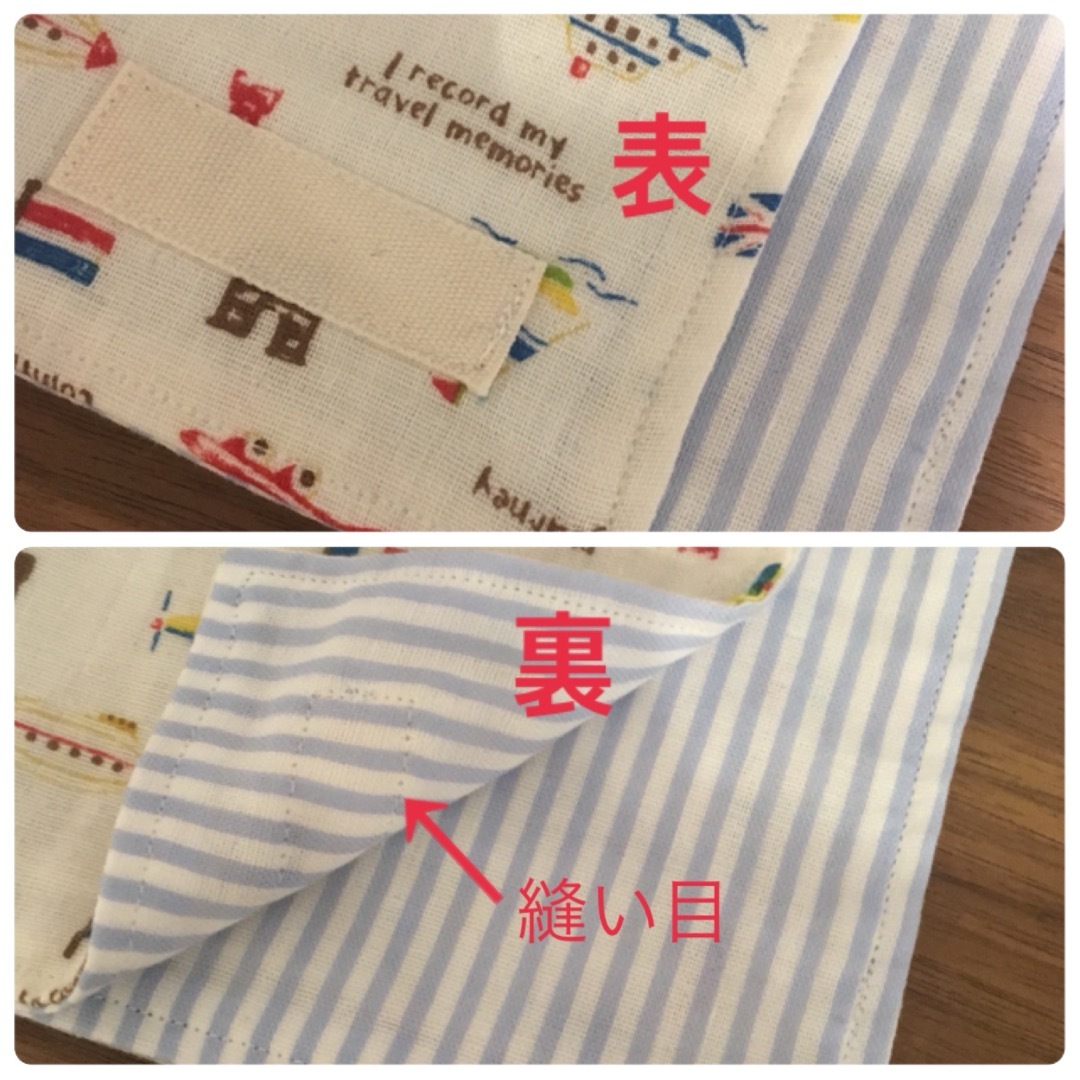 I record my
travel memories
表
裏
縫い目